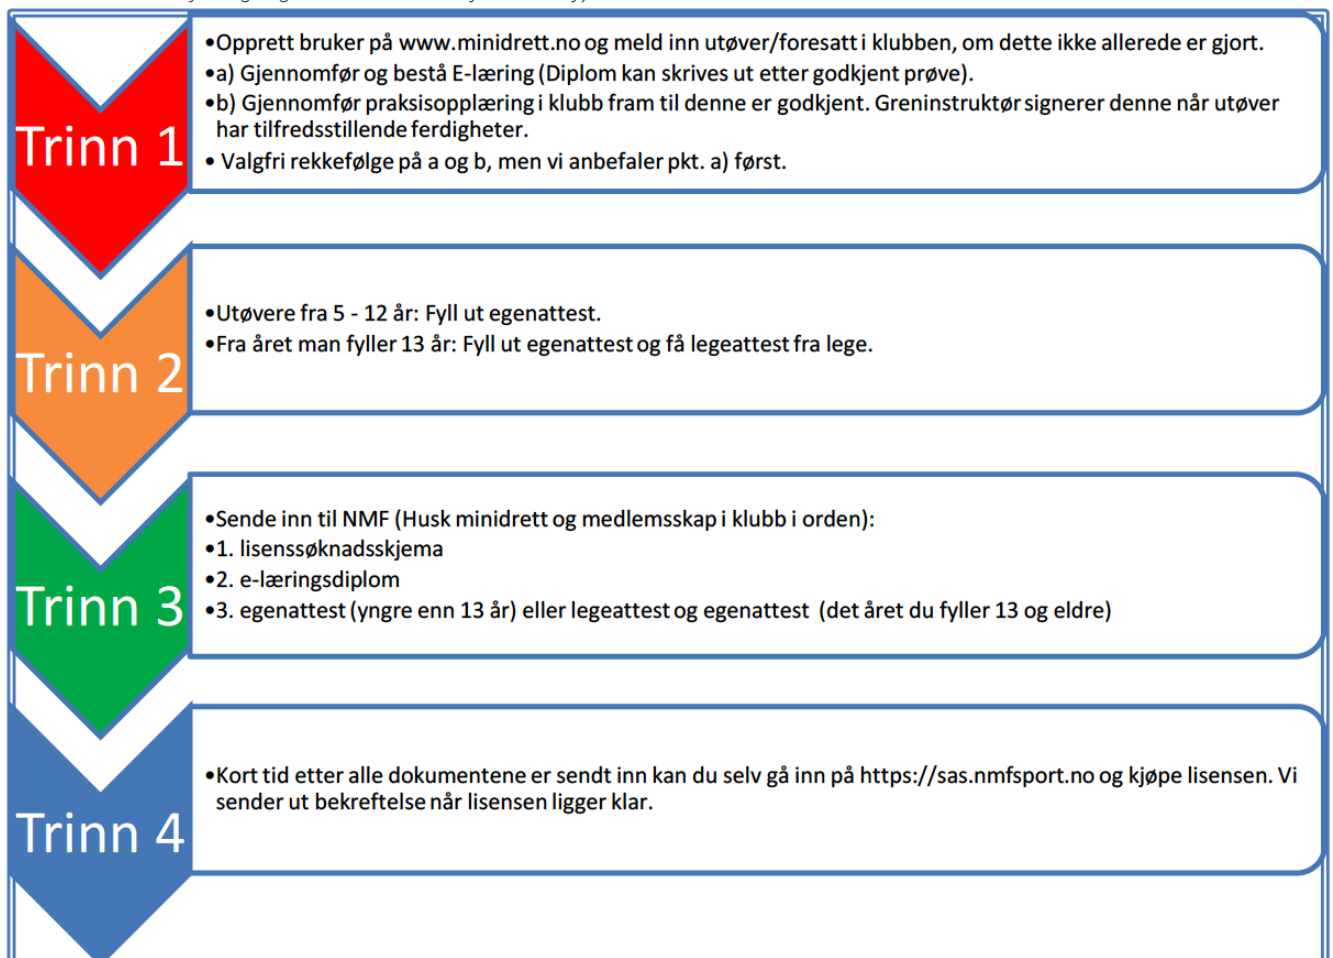 Trinn 1
•Opprett bruker på www.minidrett.no og meld inn utøver/foresatt i klubben, om dette ikke allerede er gjort.
•a) Gjennomfør og bestå E-læring (Diplom kan skrives ut etter godkjent prøve).
•b) Gjennomfør praksisopplæring i klubb fram til denne er godkjent. Greninstruktør signerer denne når utøver
har tilfredsstillende ferdigheter.
• Valgfri rekkefølge på a og b, men vi anbefaler pkt. a) først.
Trinn 2
•Utøvere fra 5 - 12 år: Fyll ut egenattest.
•Fra året man fyller 13 år: Fyll ut egenattest og få legeattest fra lege.
Trinn 3
•Sende inn til NMF (Husk minidrett og medlemsskap i klubb i orden):
•1. lisenssøknadsskjema
•2. e-læringsdiplom
•3. egenattest (yngre enn 13 år) eller legeattest og egenattest (det året du fyller 13 og eldre)
Trinn 4
•Kort tid etter alle dokumentene er sendt inn kan du selv gå inn på https://sas.nmfsport.no og kjøpe lisensen. Vi
sender ut bekreftelse når lisensen ligger klar.